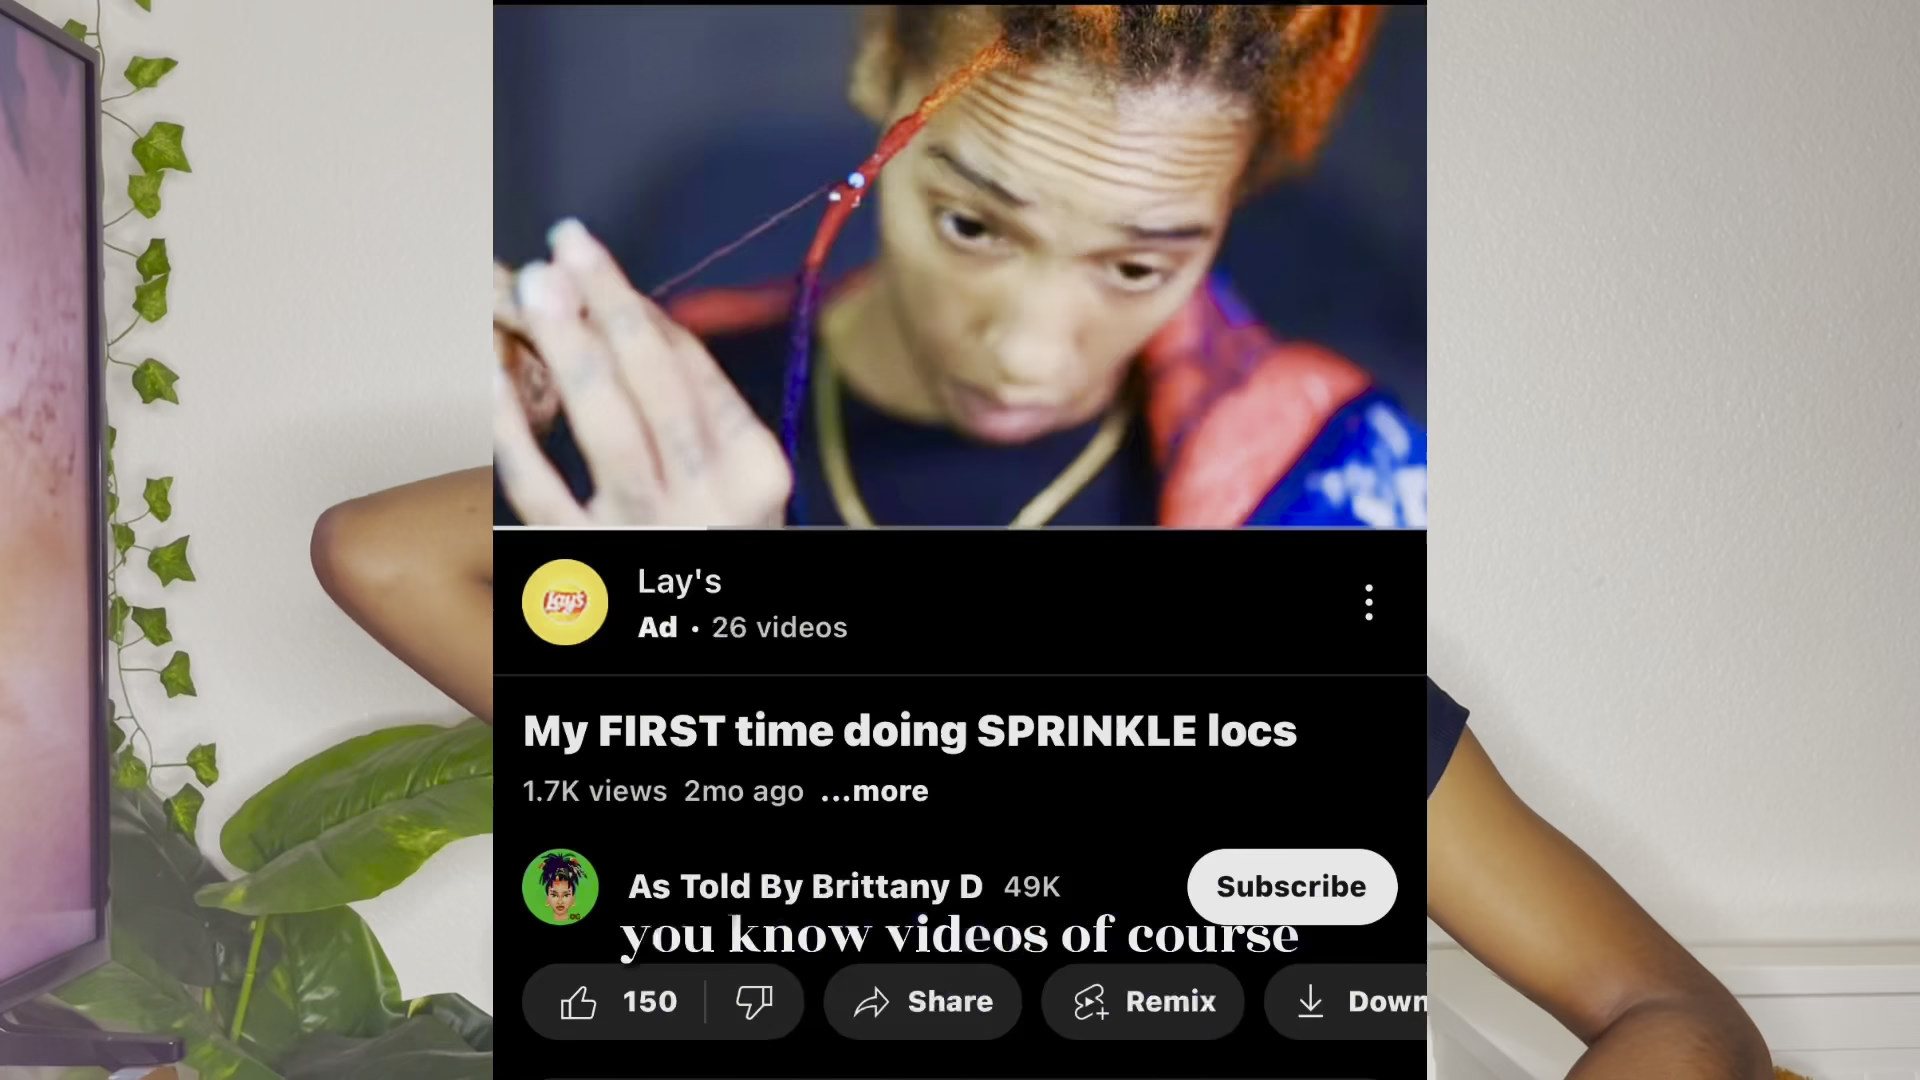 Lay's
Lay's
Ad • 26 videos
My FIRST time doing SPRINKLE locs
1.7K views 2mo ago ...more
As Told By Brittany D 49K
Subscribe
you know videos of course
150
Share
Remix
Down